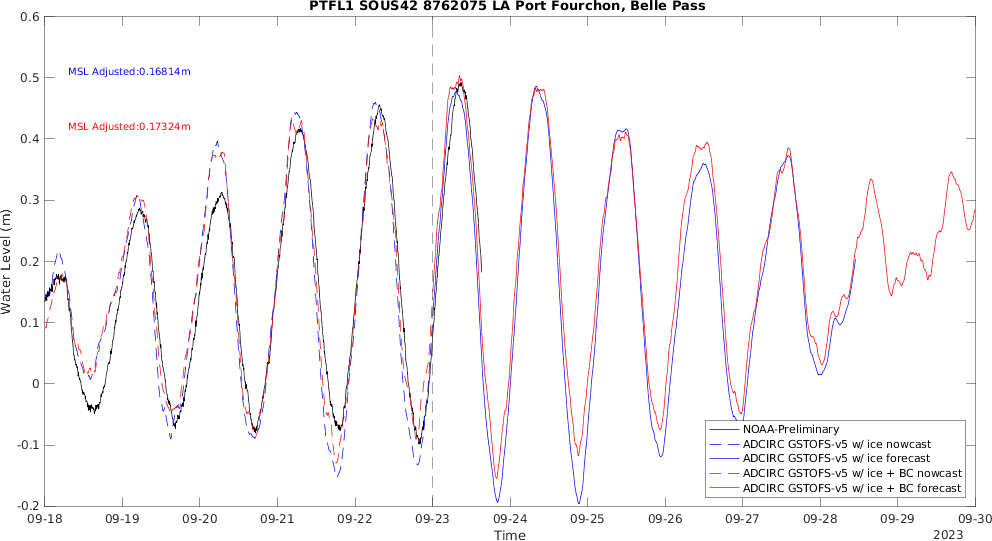 PTFL1 SOUS42 8762075 LA Port Fourchon, Belle Pass
0.6
0.5
0.4
0.3
0.2
0.1
0
-0.1
-0.2
Water Level (m)
MSL Adjusted:0.16814m
MSL Adjusted:0.17324m
NOAA-Preliminary
ADCIRC GSTOFS-v5 w/ ice nowcast
ADCIRC GSTOFS-v5 w/ ice forecast
ADCIRC GSTOFS-v5 w/ ice + BC nowcast
ADCIRC GSTOFS-v5 w/ ice + BC forecast
09-18 09-19 09-20 09-21 09-22 09-23 09-24 09-25 09-26 09-27 09-28 09-29 09-30
Time
2023